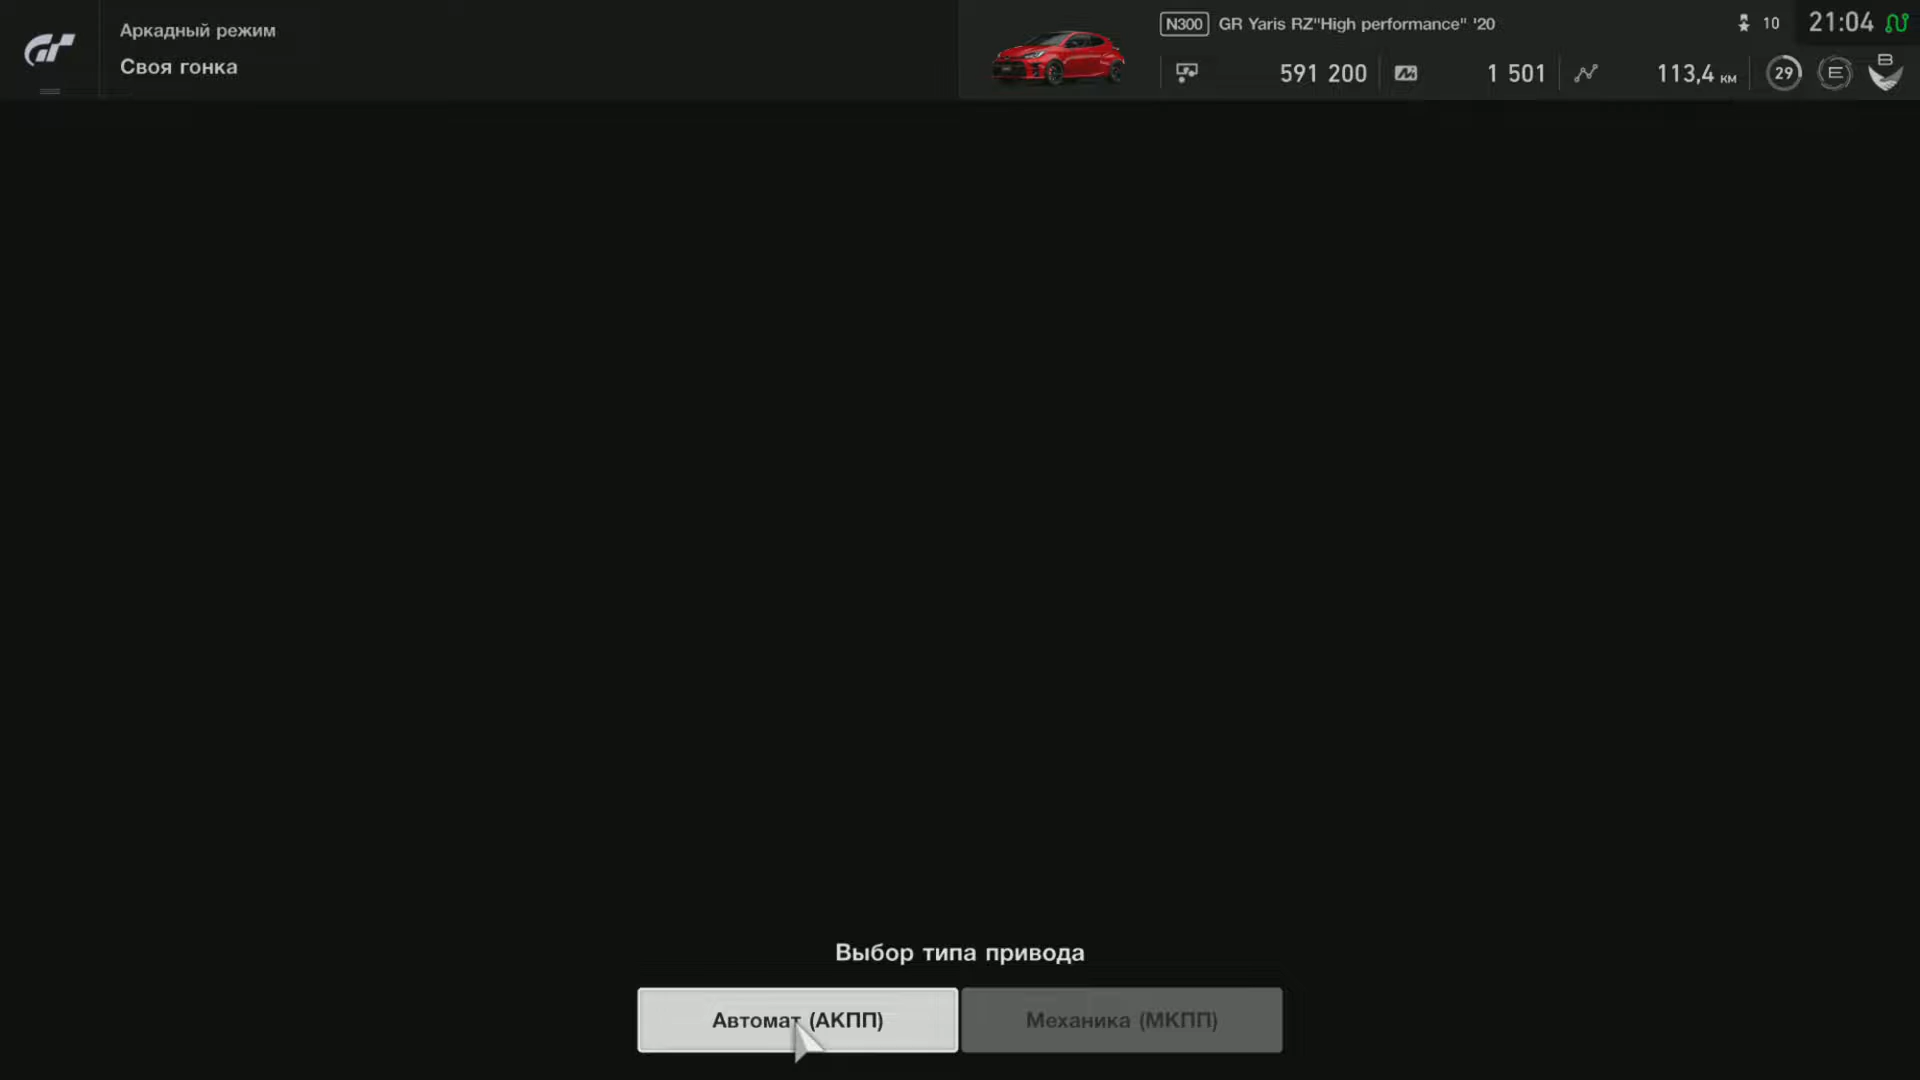 Аркадный режим
Своя гонка
N300 GR Yaris RZ"High performance" '20
10
21:04
591 200
1 501
113,4 км
29
E
B
Выбор типа привода
Автомат (АКПП)
Механика (МКПП)